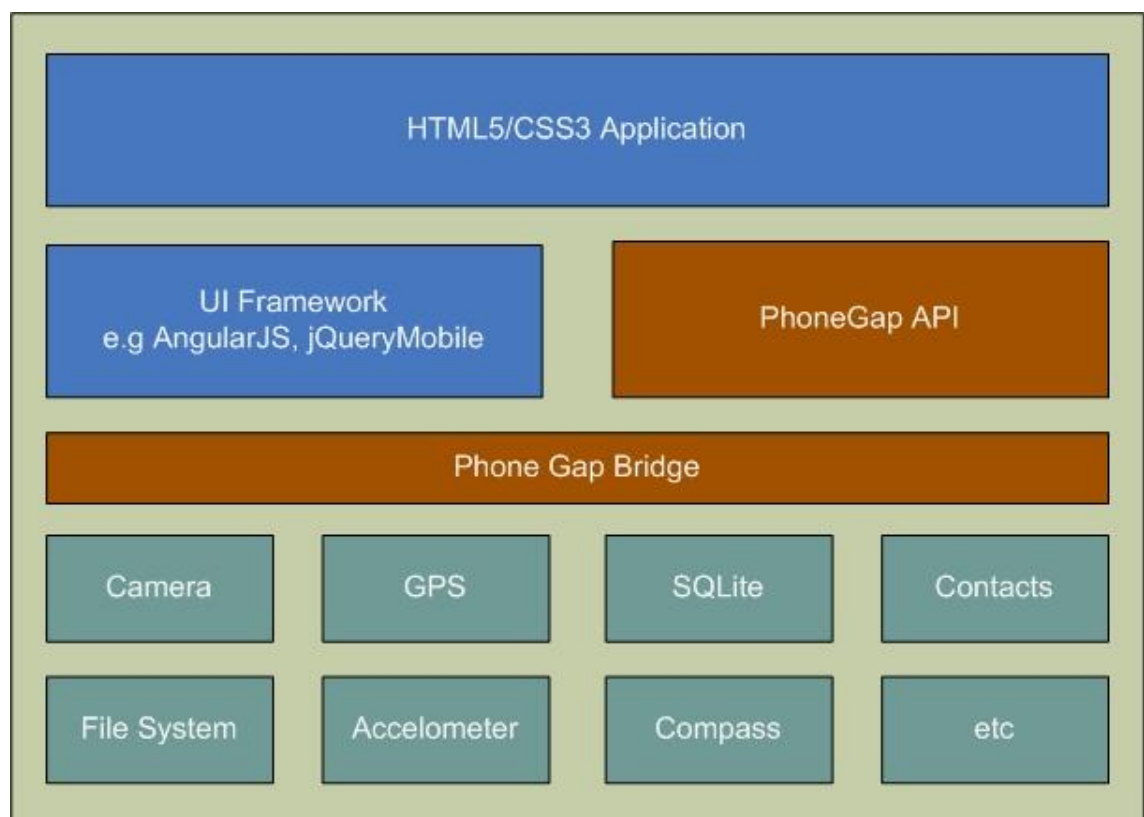 HTML5/CSS3 Application
UI Framework
e.g AngularJS, jQueryMobile
PhoneGap API
Phone Gap Bridge
Camera
GPS
SQLite
Contacts
File System
Accelometer
Compass
etc